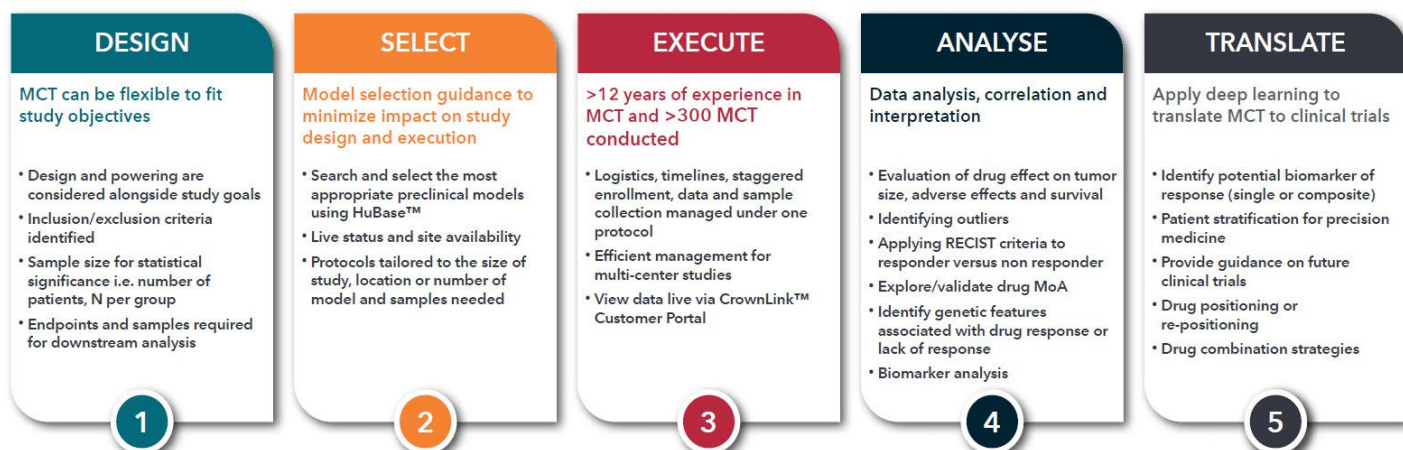 DESIGN
MCT can be flexible to fit
study objectives
• Design and powering are
considered alongside study goals
• Inclusion/exclusion criteria
identified
• Sample size for statistical
significance i.e. number of
patients, N per group
• Endpoints and samples required
for downstream analysis
1
SELECT
Model selection guidance to
minimize impact on study
design and execution
• Search and select the most
appropriate preclinical models
using HuBase™
• Live status and site availability
• Protocols tailored to the size of
study, location or number of
model and samples needed
2
EXECUTE
>12 years of experience in
MCT and >300 MCT
conducted
• Logistics, timelines, staggered
enrollment, data and sample
collection managed under one
protocol
• Efficient management for
multi-center studies
• View data live via CrownLink™
Customer Portal
3
ANALYSE
Data analysis, correlation and
interpretation
• Evaluation of drug effect on tumor
size, adverse effects and survival
• Identifying outliers
• Applying RECIST criteria to
responder versus non responder
• Explore/validate drug MoA
• Identify genetic features
associated with drug response or
lack of response
• Biomarker analysis
4
TRANSLATE
Apply deep learning to
translate MCT to clinical trials
• Identify potential biomarker of
response (single or composite)
• Patient stratification for precision
medicine
• Provide guidance on future
clinical trials
• Drug positioning or
re-positioning
• Drug combination strategies
5